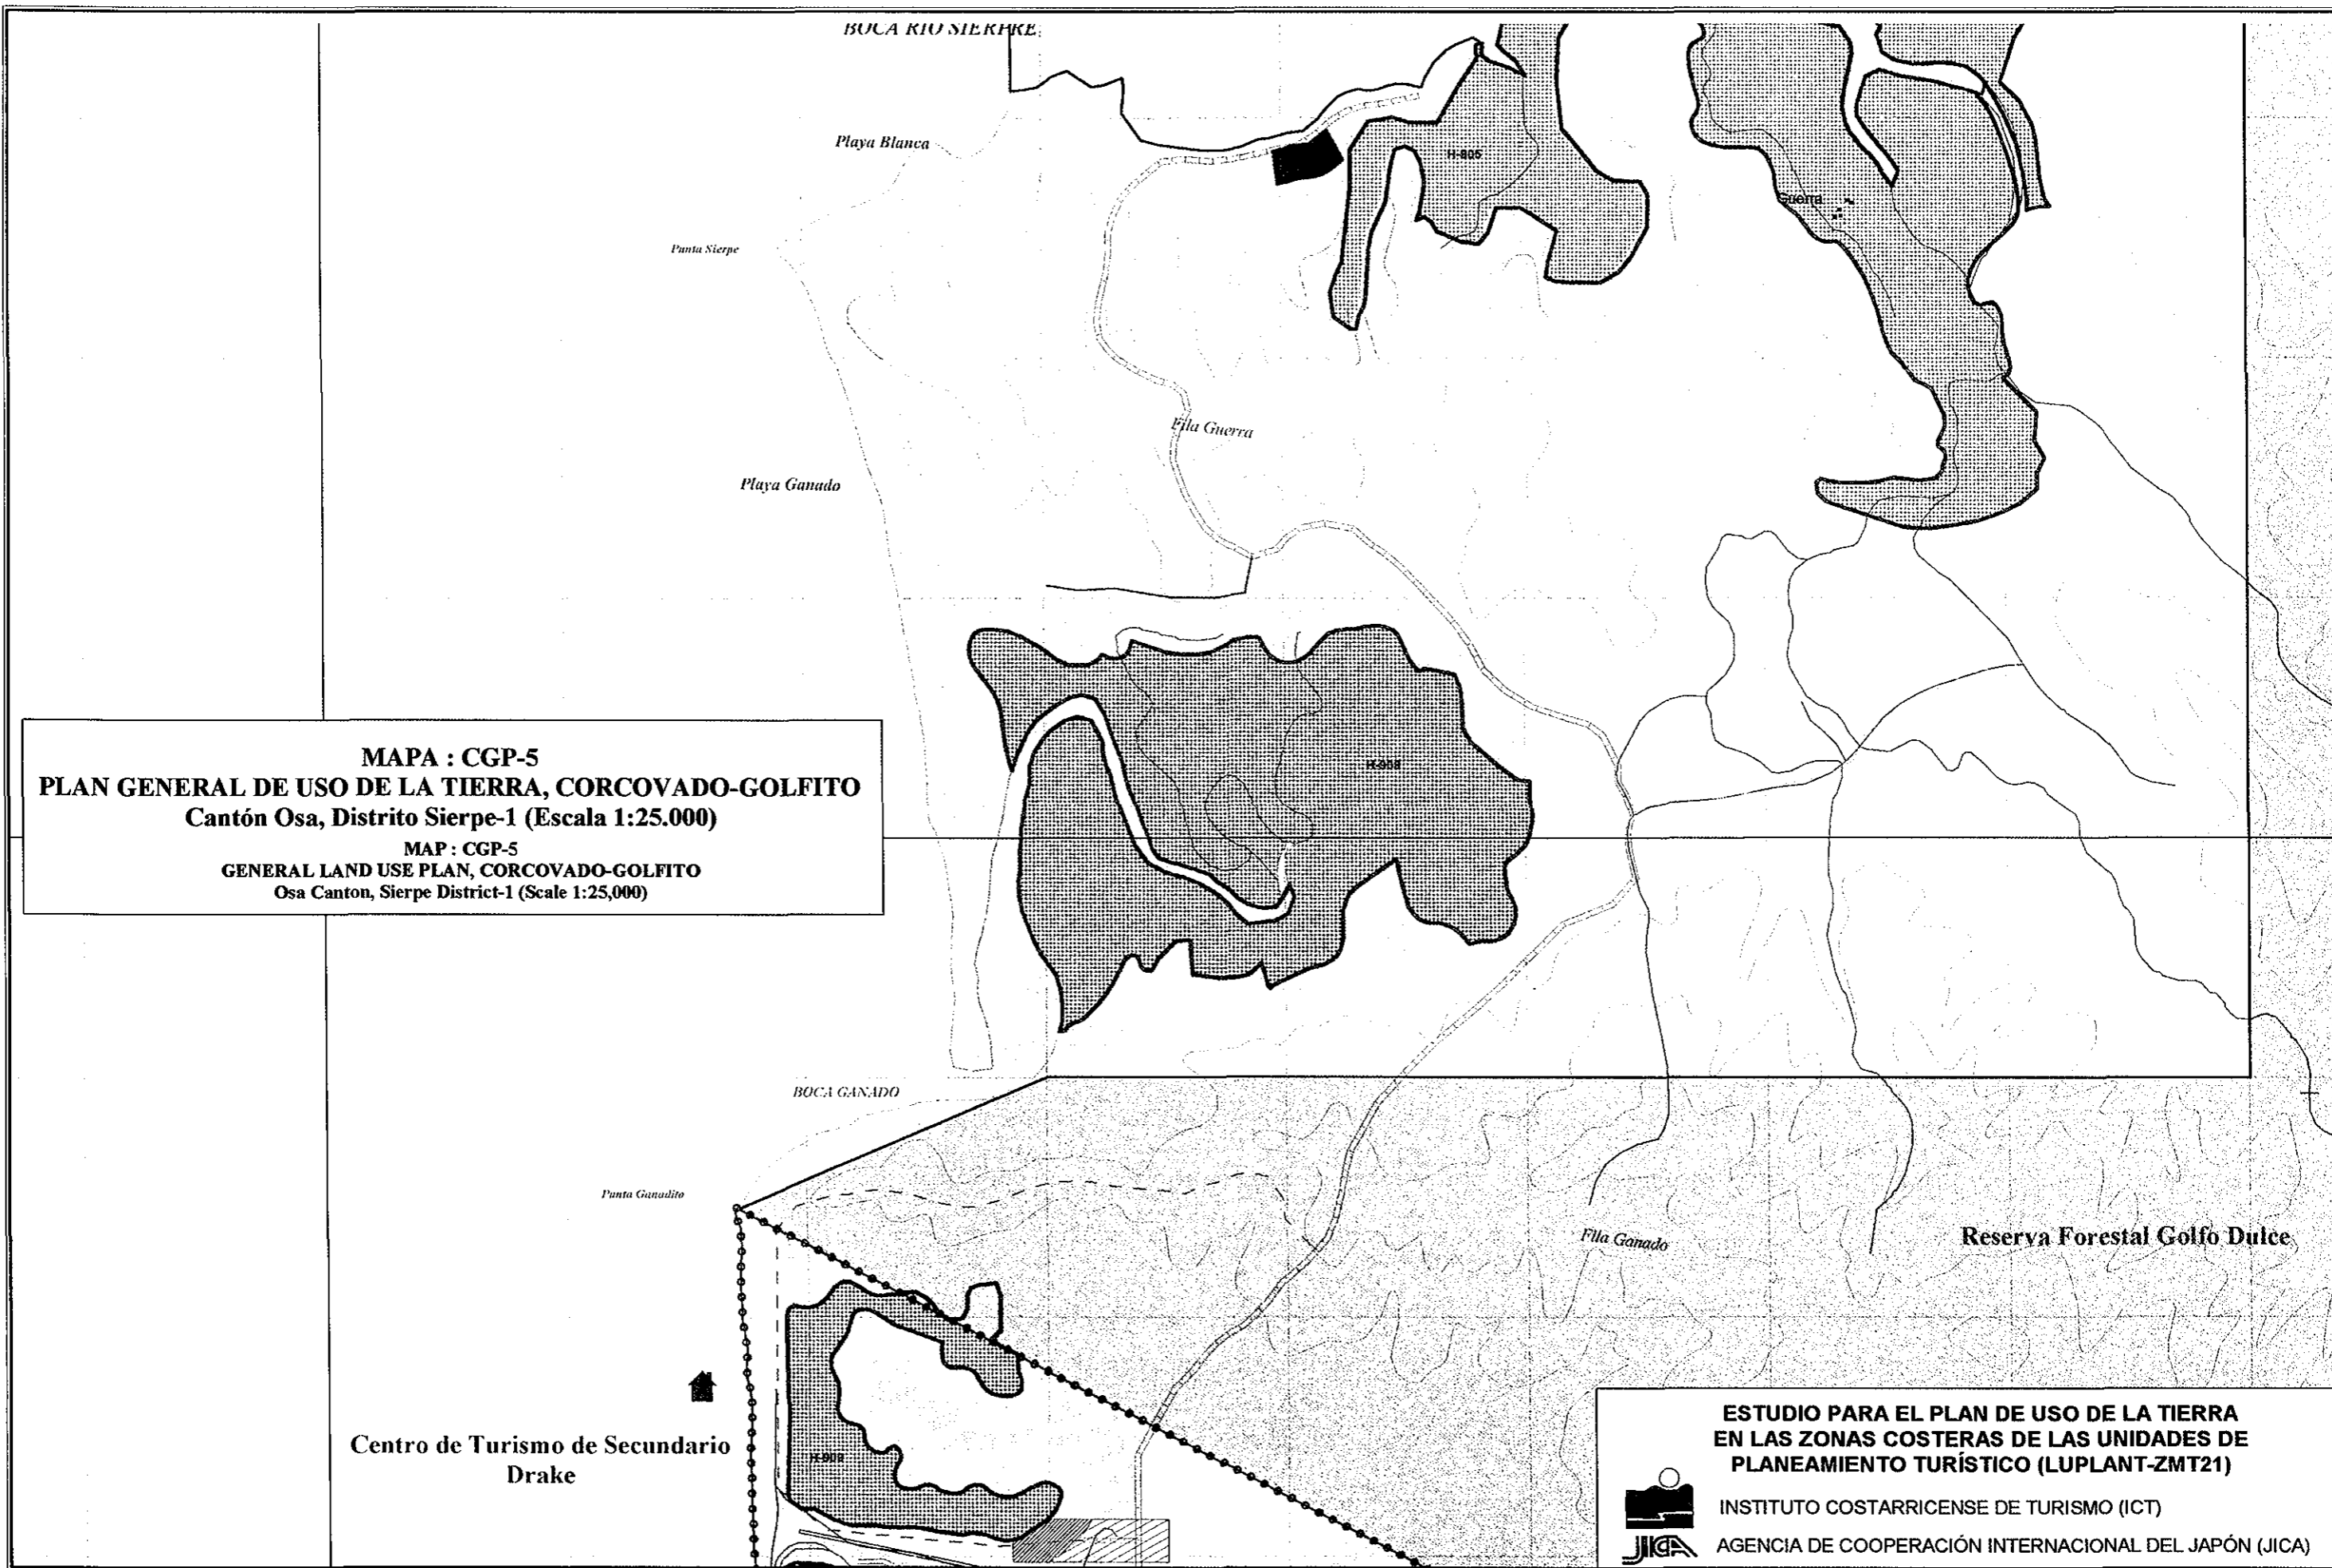 BOCA RIO SIERPRE
Playa Blanca
H-805
Guerra
Punta Sierpe
Fila Guerra
Playa Ganado
H-908
MAPA : CGP-5
PLAN GENERAL DE USO DE LA TIERRA, CORCOVADO-GOLFITO
Cantón Osa, Distrito Sierpe-1 (Escala 1:25.000)
MAP : CGP-5
GENERAL LAND USE PLAN, CORCOVADO-GOLFITO
Osa Canton, Sierpe District-1 (Scale 1:25,000)
BOCA GANADO
Punta Ganadito
Fila Ganado
Reserva Forestal Golfo Dulce
Centro de Turismo de Secundario
Drake
H-909
ESTUDIO PARA EL PLAN DE USO DE LA TIERRA
EN LAS ZONAS COSTERAS DE LAS UNIDADES DE
PLANEAMIENTO TURÍSTICO (LUPLANT-ZMT21)
INSTITUTO COSTARRICENSE DE TURISMO (ICT)
JICA AGENCIA DE COOPERACIÓN INTERNACIONAL DEL JAPÓN (JICA)